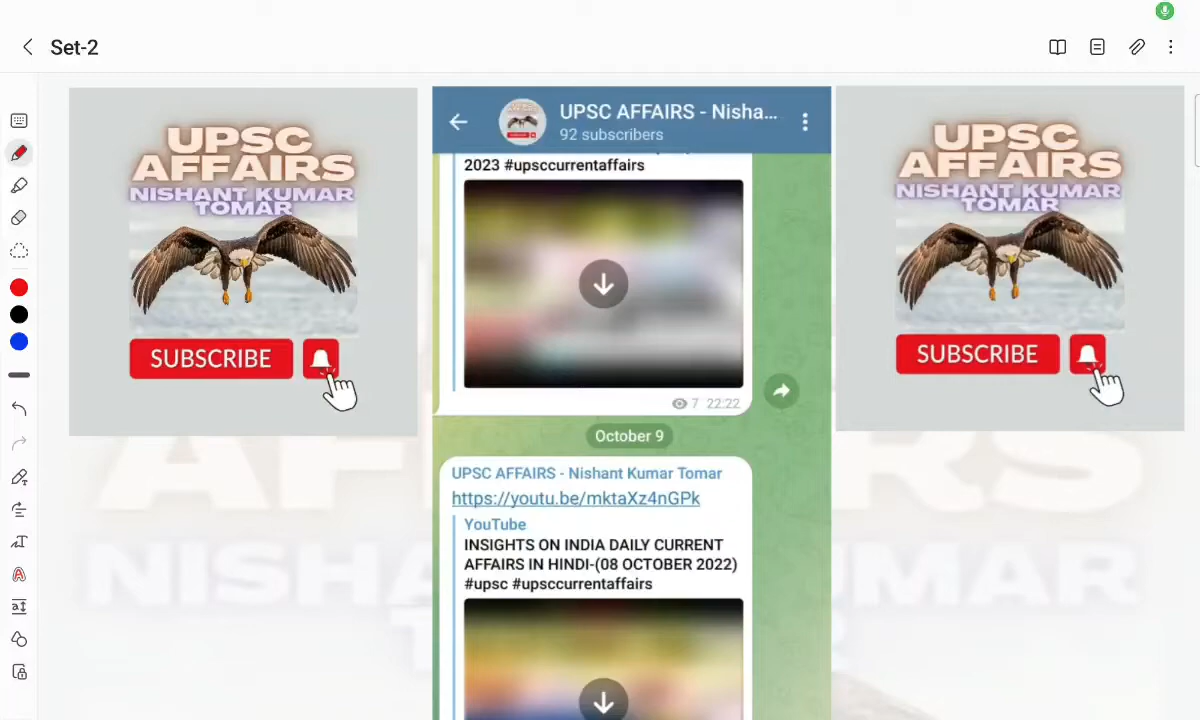 Set-2
UPSC
AFFAIRS
NISHANT KUMAR
TOMAR
SUBSCRIBE
UPSC AFFAIRS - Nisha...
92 subscribers
2023 #upsccurrentaffairs
7 22:22
October 9
UPSC AFFAIRS - Nishant Kumar Tomar
https://youtu.be/mktaXz4nGPk
YouTube
INSIGHTS ON INDIA DAILY CURRENT
AFFAIRS IN HINDI-(08 OCTOBER 2022)
#upsc #upsccurrentaffairs
UPSC
AFFAIRS
NISHANT KUMAR
TOMAR
SUBSCRIBE